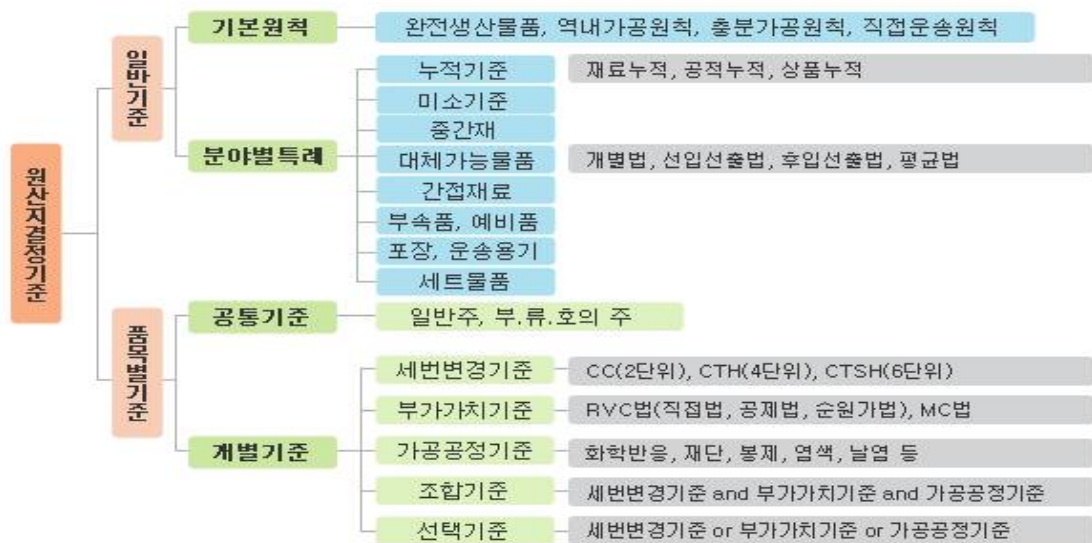 원산지결정기준
일반기준
기본원칙
완전생산물품, 역내가공원칙, 충분가공원칙, 직접운송원칙
분야별특례
누적기준
재료누적, 공적누적, 상품누적
미소기준
중간재
대체가능물품
개별법, 선입선출법, 후입선출법, 평균법
간접재료
부속품, 예비품
포장, 운송용기
세트물품
품목별기준
공통기준
일반주, 부.류.호의 주
개별기준
세번변경기준
CC(2단위), CTH(4단위), CTSH(6단위)
부가가치기준
RVC법(직접법, 공제법, 순원가법), MC법
가공공정기준
화학반응, 재단, 봉제, 염색, 날염 등
조합기준
세번변경기준 and 부가가치기준 and 가공공정기준
선택기준
세번변경기준 or 부가가치기준 or 가공공정기준